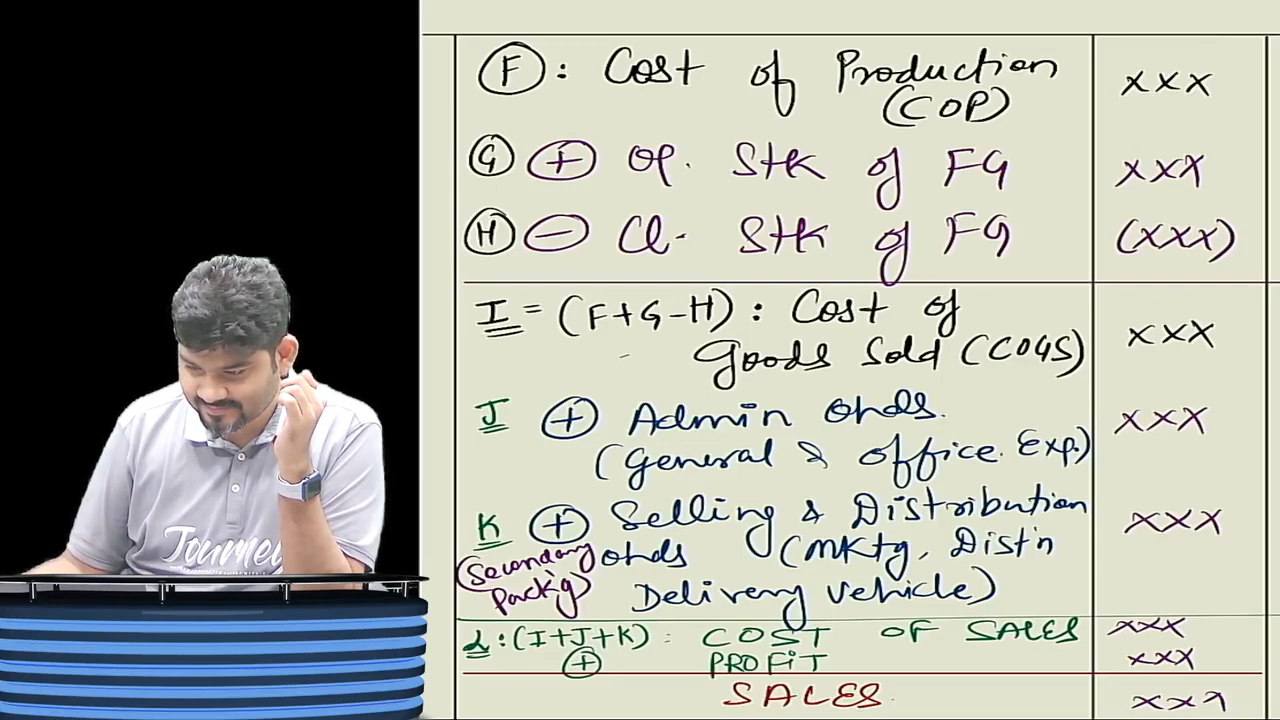 F : Cost of Production
(COP) xxx
G + Op. Stk of FG xxx
H - Cl. Stk of FG (xxx)
I = (F+G-H) : Cost of
Goods Sold (COGS) xxx
J + Admin Ohds.
(General & Office Exp.) xxx
K + Selling & Distribution xxx
(Secondary Pack'g) Ohds (Mktg, Dist'n
Delivery Vehicle)
L : (I+J+K) : COST OF SALES xxx
+ PROFIT xxx
SALES xxx
Journey